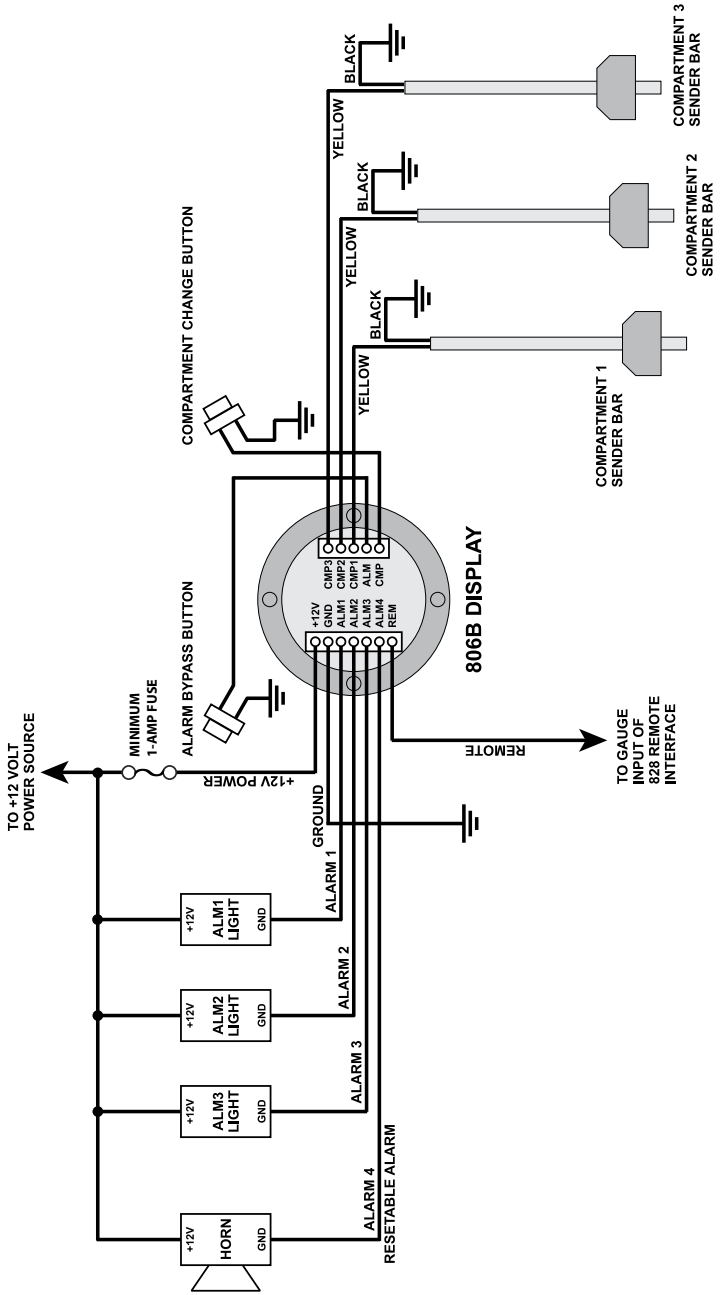 TO +12 VOLT
POWER SOURCE
MINIMUM
1-AMP FUSE
ALARM BYPASS BUTTON
COMPARTMENT CHANGE BUTTON
+12V POWER
GROUND
ALARM 1
ALARM 2
ALARM 3
ALARM 4
RESETABLE ALARM
+12V
ALM1
LIGHT
GND
+12V
ALM2
LIGHT
GND
+12V
ALM3
LIGHT
GND
+12V
HORN
GND
+12V
GND
ALM1
ALM2
ALM3
ALM4
REM
CMP3
CMP2
CMP1
ALM
CMP
806B DISPLAY
REMOTE
TO GAUGE
INPUT OF
828 REMOTE
INTERFACE
YELLOW
BLACK
COMPARTMENT 1
SENDER BAR
YELLOW
BLACK
COMPARTMENT 2
SENDER BAR
YELLOW
BLACK
COMPARTMENT 3
SENDER BAR